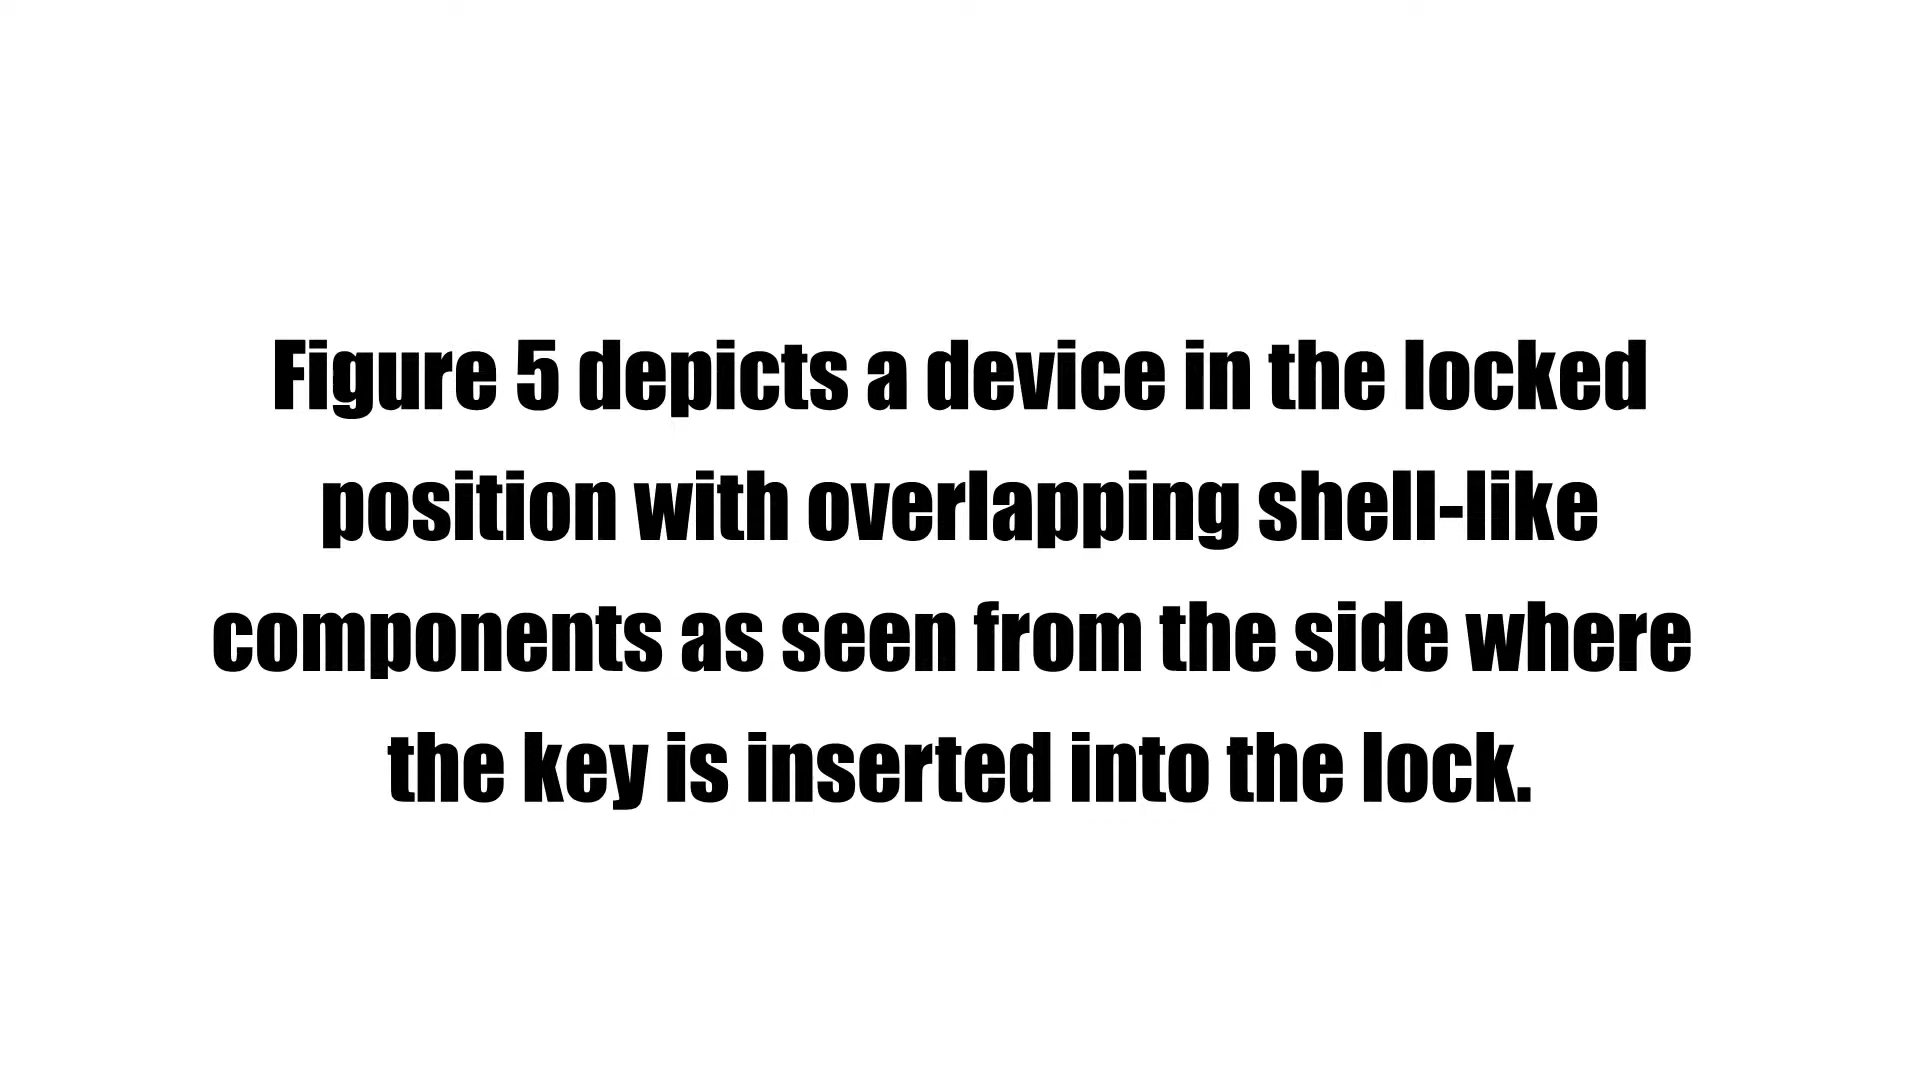 Figure 5 depicts a device in the locked
position with overlapping shell-like
components as seen from the side where
the key is inserted into the lock.